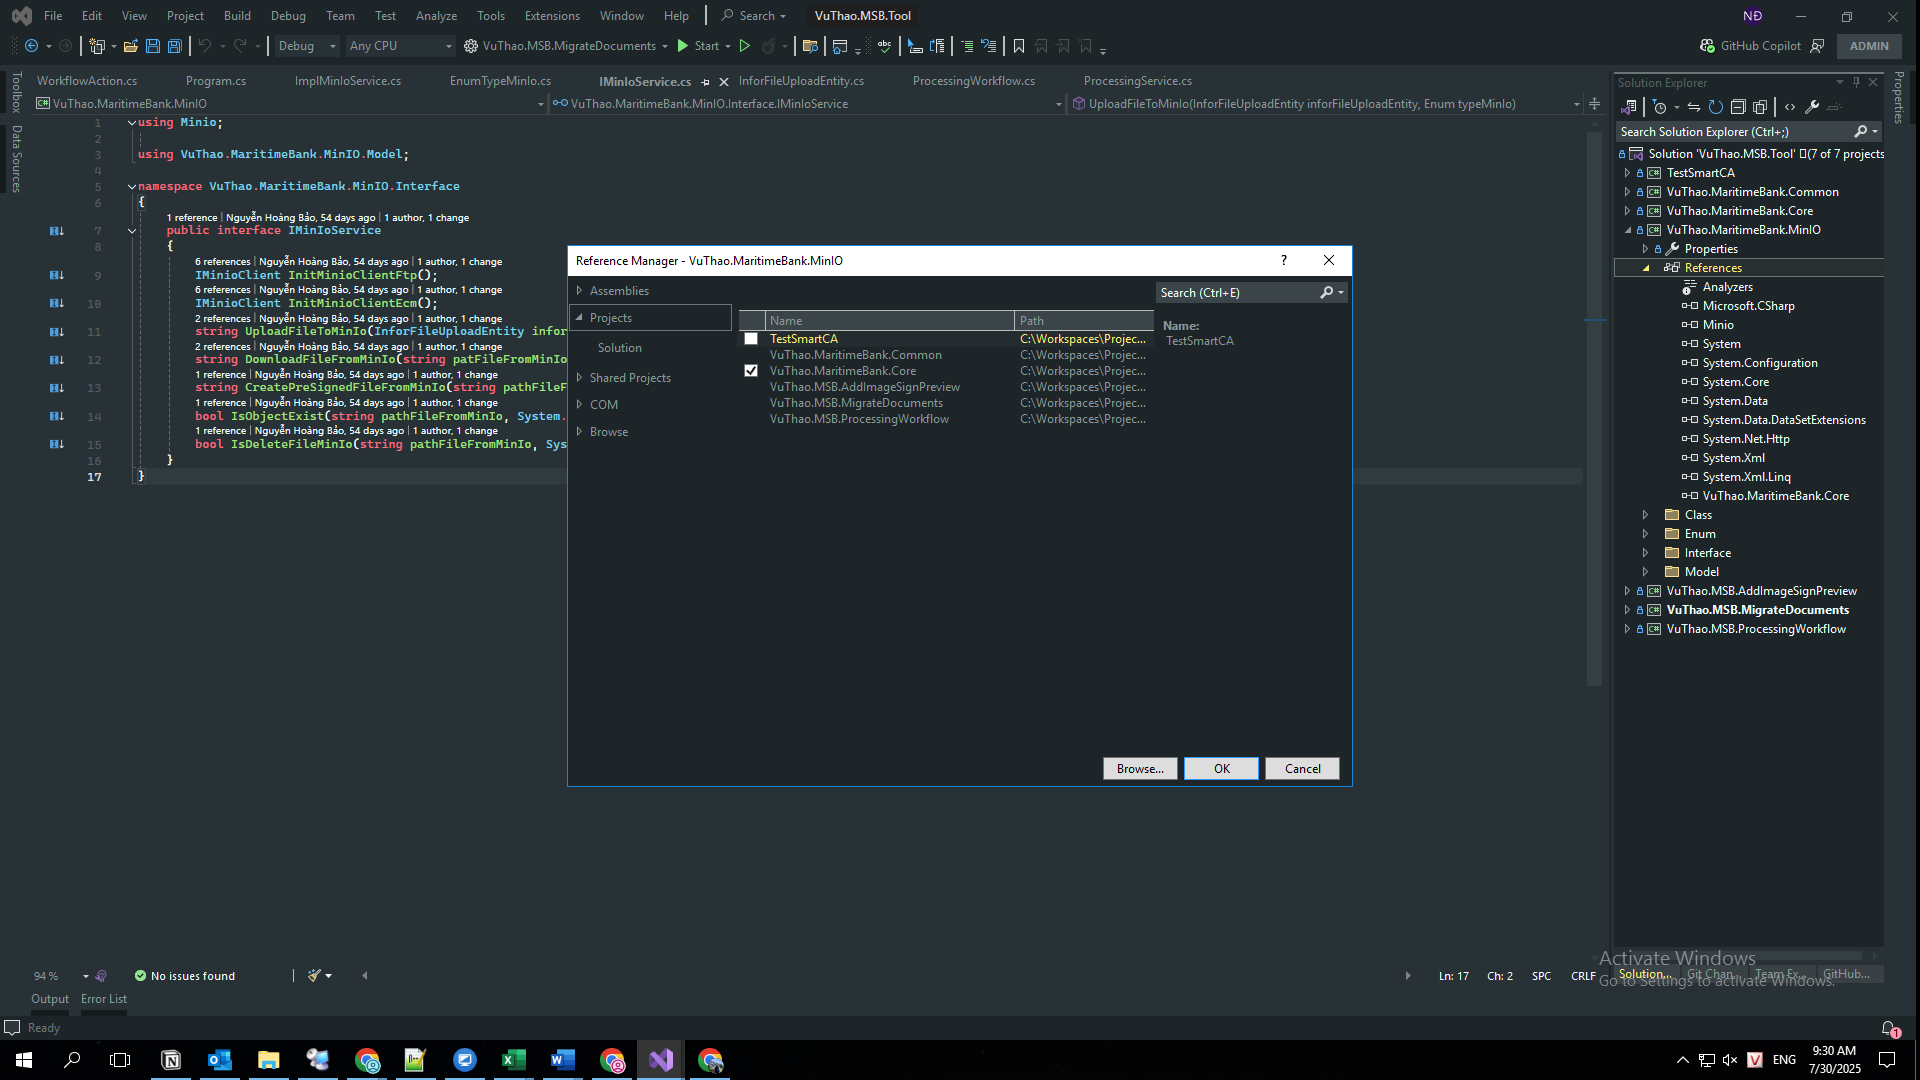 File Edit View Project Build Debug Team Test Analyze Tools Extensions Window Help Search VuThao.MSB.Tool NĐ
Debug Any CPU VuThao.MSB.MigrateDocuments Start GitHub Copilot ADMIN
WorkflowAction.cs Program.cs ImplMinIoService.cs EnumTypeMinIo.cs IMinIoService.cs InforFileUploadEntity.cs ProcessingWorkflow.cs ProcessingService.cs
VuThao.MaritimeBank.MinIO VuThao.MaritimeBank.MinIO.Interface.IMinIoService UploadFileToMinIo(InforFileUploadEntity inforFileUploadEntity, Enum typeMinIo)
Toolbox
Data Sources
1 using Minio;
2
3 using VuThao.MaritimeBank.MinIO.Model;
4
5 namespace VuThao.MaritimeBank.MinIO.Interface
6 {
1 reference | Nguyễn Hoàng Bảo, 54 days ago | 1 author, 1 change
7 public interface IMinIoService
8 {
6 references | Nguyễn Hoàng Bảo, 54 days ago | 1 author, 1 change
9 IMinioClient InitMinioClientFtp();
6 references | Nguyễn Hoàng Bảo, 54 days ago | 1 author, 1 change
10 IMinioClient InitMinioClientEcm();
2 references | Nguyễn Hoàng Bảo, 54 days ago | 1 author, 1 change
11 string UploadFileToMinIo(InforFileUploadEntity infor
2 references | Nguyễn Hoàng Bảo, 54 days ago | 1 author, 1 change
12 string DownloadFileFromMinIo(string patFileFromMinIo
1 reference | Nguyễn Hoàng Bảo, 54 days ago | 1 author, 1 change
13 string CreatePreSignedFileFromMinIo(string pathFileF
1 reference | Nguyễn Hoàng Bảo, 54 days ago | 1 author, 1 change
14 bool IsObjectExist(string pathFileFromMinIo, System.
1 reference | Nguyễn Hoàng Bảo, 54 days ago | 1 author, 1 change
15 bool IsDeleteFileMinIo(string pathFileFromMinIo, Sys
16 }
17 }
Reference Manager - VuThao.MaritimeBank.MinIO ?
Assemblies
Projects
Solution
Shared Projects
COM
Browse
Search (Ctrl+E)
Name Path
TestSmartCA C:\Workspaces\Projec...
VuThao.MaritimeBank.Common C:\Workspaces\Projec...
VuThao.MaritimeBank.Core C:\Workspaces\Projec...
VuThao.MSB.AddImageSignPreview C:\Workspaces\Projec...
VuThao.MSB.MigrateDocuments C:\Workspaces\Projec...
VuThao.MSB.ProcessingWorkflow C:\Workspaces\Projec...
Name:
TestSmartCA
Browse... OK Cancel
Solution Explorer
Search Solution Explorer (Ctrl+;)
Solution 'VuThao.MSB.Tool' (7 of 7 projects
TestSmartCA
VuThao.MaritimeBank.Common
VuThao.MaritimeBank.Core
VuThao.MaritimeBank.MinIO
Properties
References
Analyzers
Microsoft.CSharp
Minio
System
System.Configuration
System.Core
System.Data
System.Data.DataSetExtensions
System.Net.Http
System.Xml
System.Xml.Linq
VuThao.MaritimeBank.Core
Class
Enum
Interface
Model
VuThao.MSB.AddImageSignPreview
VuThao.MSB.MigrateDocuments
VuThao.MSB.ProcessingWorkflow
Properties
94 % No issues found Ln: 17 Ch: 2 SPC CRLF
Solution... Git Chan... Team Ex... GitHub...
Activate Windows
Go to Settings to activate Windows.
Output Error List
Ready 1
ENG 9:30 AM
7/30/2025